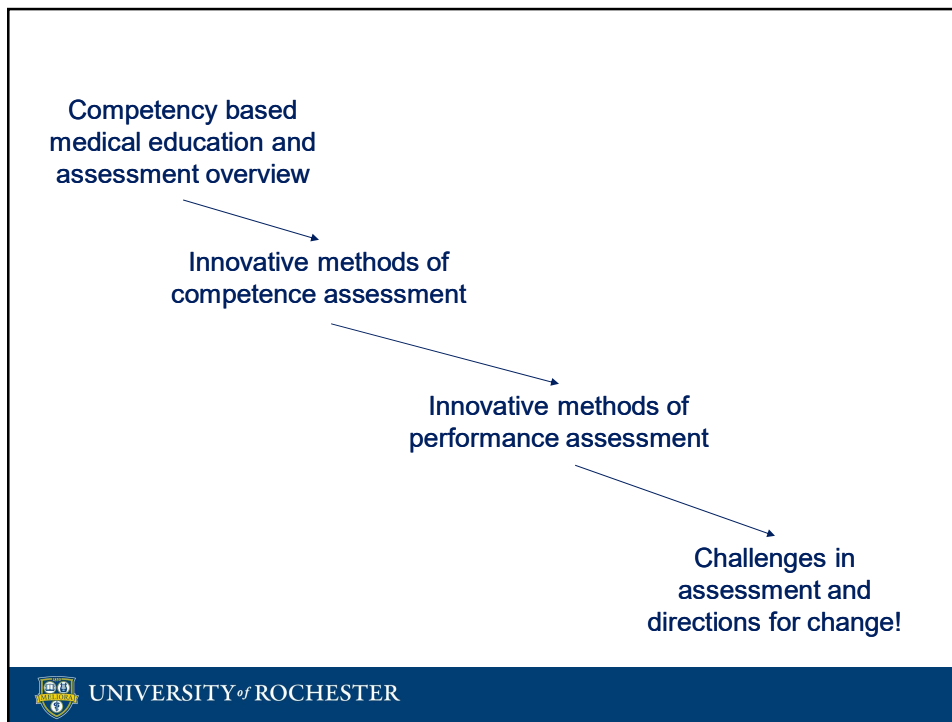 Competency based
medical education and
assessment overview
Innovative methods of
competence assessment
Innovative methods of
performance assessment
Challenges in
assessment and
directions for change!
MELIORA
UNIVERSITY of ROCHESTER